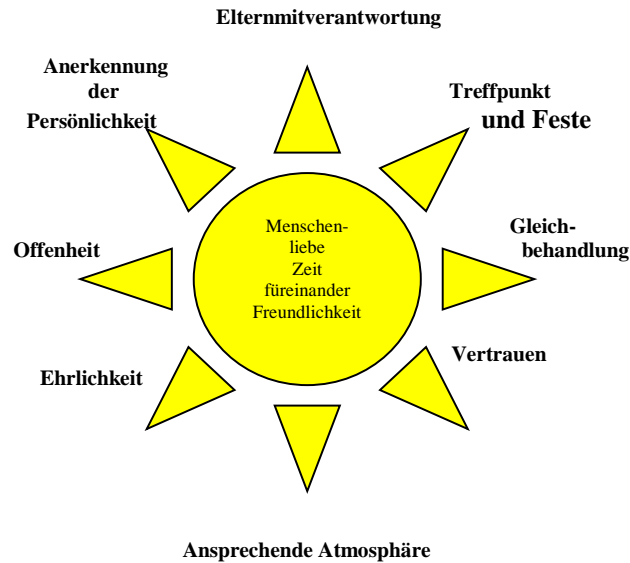 Elternmitverantwortung
Anerkennung
der
Persönlichkeit
Treffpunkt
und Feste
Offenheit
Menschen-
liebe
Zeit
füreinander
Freundlichkeit
Gleich-
behandlung
Ehrlichkeit
Vertrauen
Ansprechende Atmosphäre